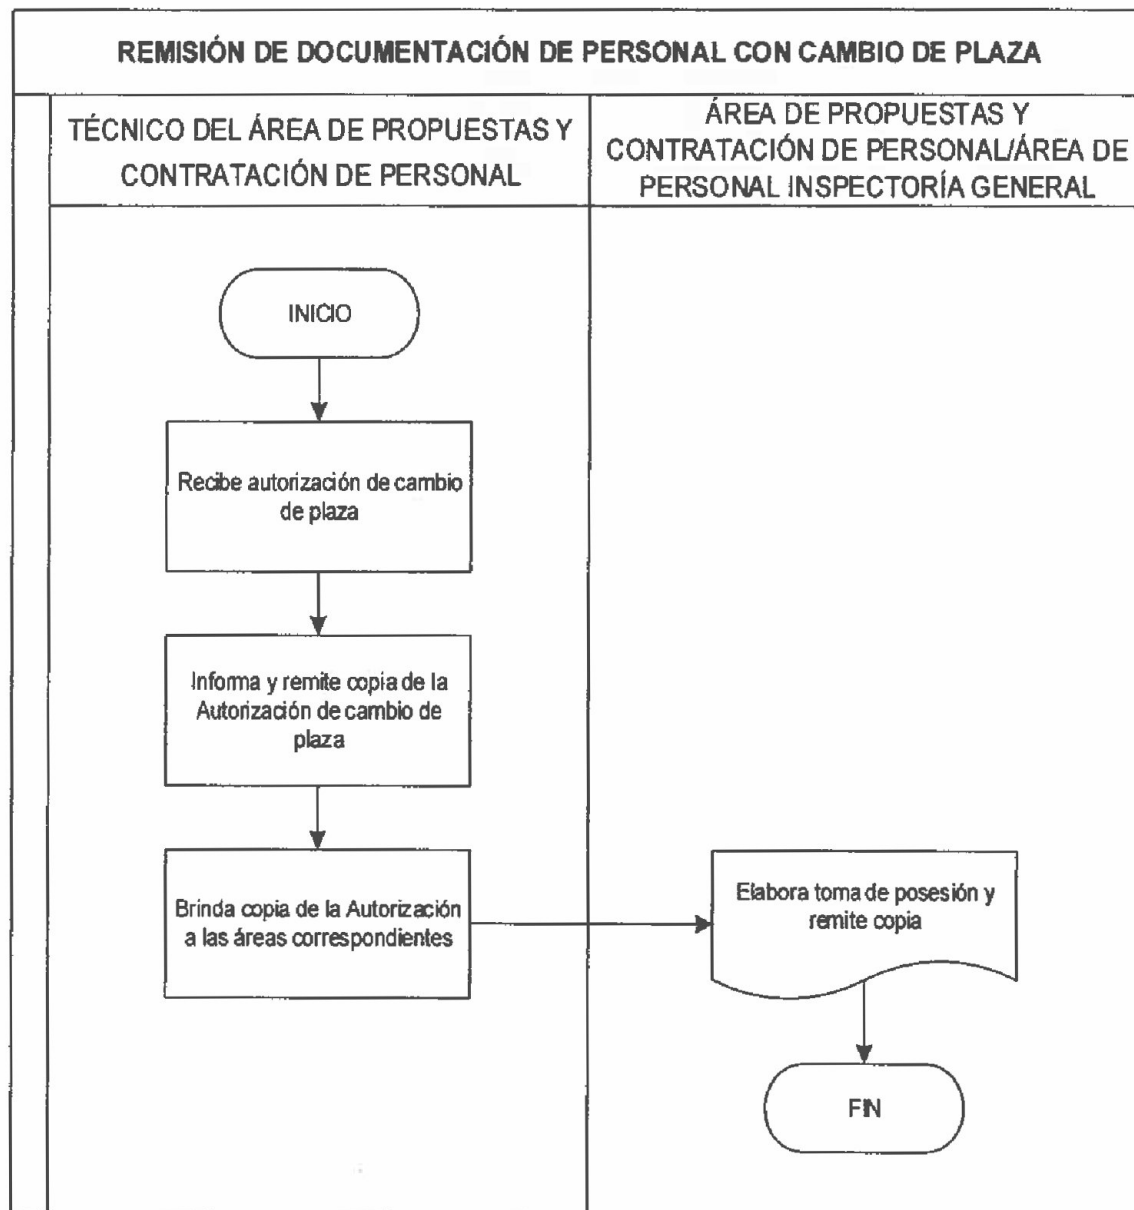 REMISIÓN DE DOCUMENTACIÓN DE PERSONAL CON CAMBIO DE PLAZA
TÉCNICO DEL ÁREA DE PROPUESTAS Y
CONTRATACIÓN DE PERSONAL
ÁREA DE PROPUESTAS Y
CONTRATACIÓN DE PERSONAL/ÁREA DE
PERSONAL INSPECTORÍA GENERAL
INICIO
Recibe autorización de cambio
de plaza
Informa y remite copia de la
Autorización de cambio de
plaza
Brinda copia de la Autorización
a las áreas correspondientes
Elabora toma de posesión y
remite copia
FIN